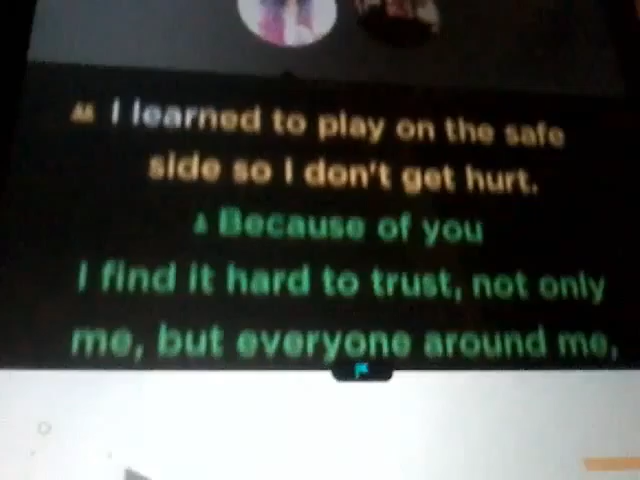 I learned to play on the safe
side so I don't get hurt.
Because of you
I find it hard to trust, not only
me, but everyone around me,